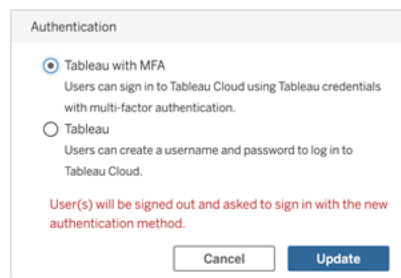 Authentication
Tableau with MFA
Users can sign in to Tableau Cloud using Tableau credentials
with multi-factor authentication.
Tableau
Users can create a username and password to log in to
Tableau Cloud.
User(s) will be signed out and asked to sign in with the new
authentication method.
Cancel
Update